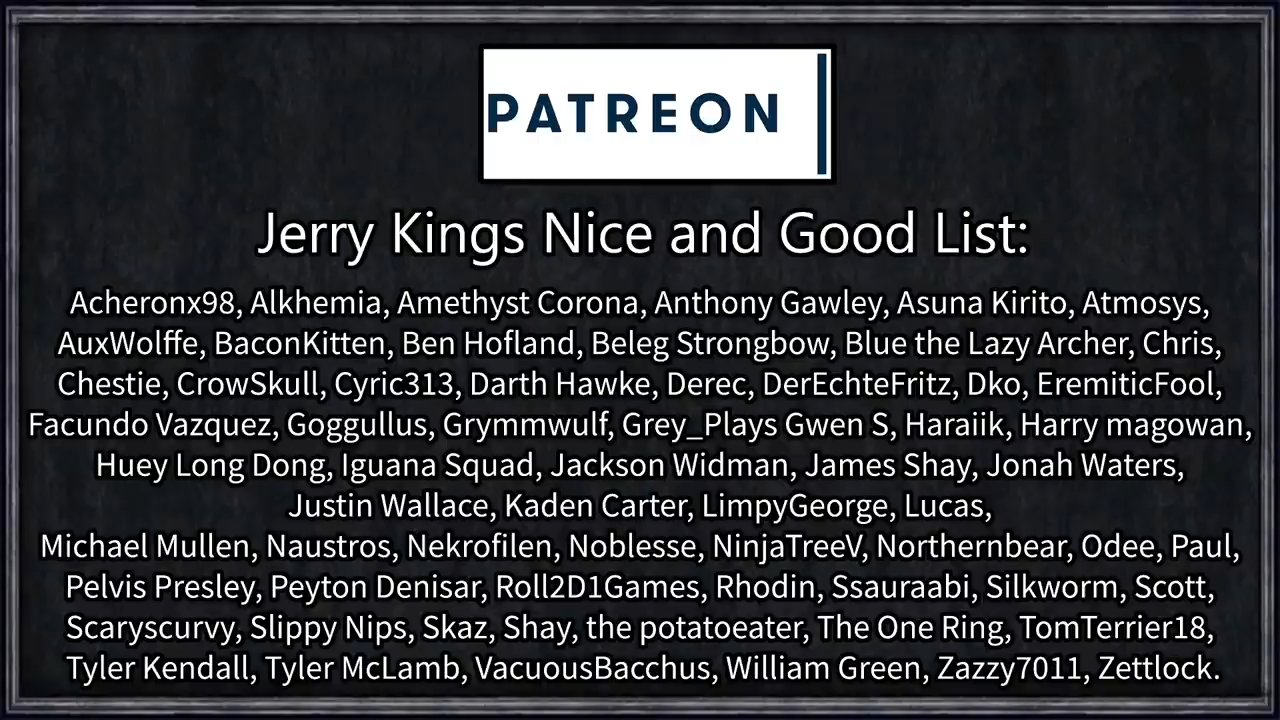 PATREON
Jerry Kings Nice and Good List:
Acheronx98, Alkhemia, Amethyst Corona, Anthony Gawley, Asuna Kirito, Atmosys,
AuxWolffe, BaconKitten, Ben Hofland, Beleg Strongbow, Blue the Lazy Archer, Chris,
Chestie, CrowSkull, Cyric313, Darth Hawke, Derec, DerEchteFritz, Dko, EremiticFool,
Facundo Vazquez, Goggullus, Grymmwulf, Grey_Plays Gwen S, Haraiik, Harry magowan,
Huey Long Dong, Iguana Squad, Jackson Widman, James Shay, Jonah Waters,
Justin Wallace, Kaden Carter, LimpyGeorge, Lucas,
Michael Mullen, Naustros, Nekrofilen, Noblesse, NinjaTreeV, Northernbear, Odee, Paul,
Pelvis Presley, Peyton Denisar, Roll2D1Games, Rhodin, Ssauraabi, Silkworm, Scott,
Scaryscurvy, Slippy Nips, Skaz, Shay, the potatoeater, The One Ring, TomTerrier18,
Tyler Kendall, Tyler McLamb, VacuousBacchus, William Green, Zazzy7011, Zettlock.